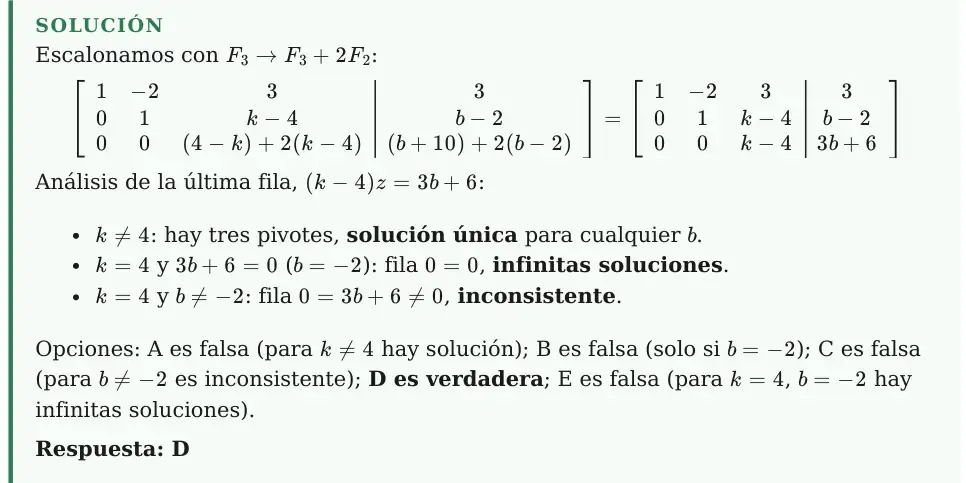 SOLUCIÓN
Escalonamos con F₃ → F₃ + 2F₂:
[ 1 −2 3 | 3 ] = [ 1 −2 3 | 3 ]
[ 0 1 k − 4 | b − 2 ] [ 0 1 k − 4 | b − 2 ]
[ 0 0 (4 − k) + 2(k − 4) | (b + 10) + 2(b − 2) ] [ 0 0 k − 4 | 3b + 6 ]
Análisis de la última fila, (k − 4)z = 3b + 6:
• k ≠ 4: hay tres pivotes, solución única para cualquier b.
• k = 4 y 3b + 6 = 0 (b = −2): fila 0 = 0, infinitas soluciones.
• k = 4 y b ≠ −2: fila 0 = 3b + 6 ≠ 0, inconsistente.
Opciones: A es falsa (para k ≠ 4 hay solución); B es falsa (solo si b = −2); C es falsa
(para b ≠ −2 es inconsistente); D es verdadera; E es falsa (para k = 4, b = −2 hay
infinitas soluciones).
Respuesta: D